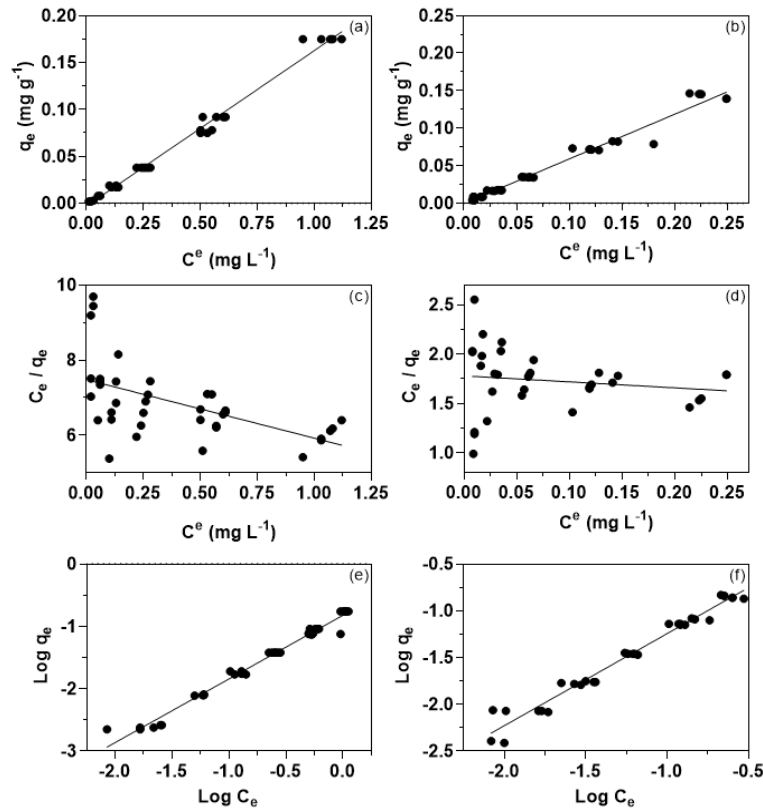 (a)
q_e (mg g⁻¹)
0.20
0.15
0.10
0.05
0.00
0.00 0.25 0.50 0.75 1.00 1.25
C^e (mg L⁻¹)
(b)
q_e (mg g⁻¹)
0.25
0.20
0.15
0.10
0.05
0.00
0.00 0.05 0.10 0.15 0.20 0.25
C^e (mg L⁻¹)
(c)
C_e / q_e
10
8
6
0.00 0.25 0.50 0.75 1.00 1.25
C^e (mg L⁻¹)
(d)
C_e / q_e
2.5
2.0
1.5
1.0
0.00 0.05 0.10 0.15 0.20 0.25
C^e (mg L⁻¹)
(e)
Log q_e
0
-1
-2
-3
-2.0 -1.5 -1.0 -0.5 0.0
Log C_e
(f)
Log q_e
-0.5
-1.0
-1.5
-2.0
-2.5
-2.0 -1.5 -1.0 -0.5
Log C_e